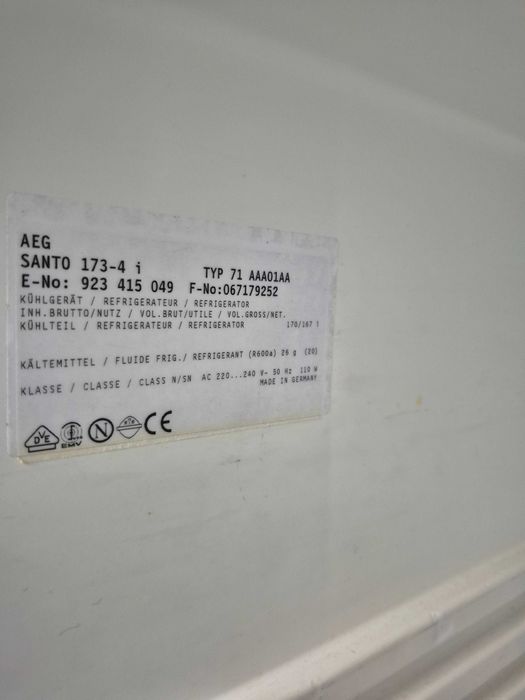 AEG
SANTO 173-4 i TYP 71 AAA01AA
E-No: 923 415 049 F-No:067179252
KÜHLGERÄT / REFRIGERATEUR / REFRIGERATOR
INH.BRUTTO/NUTZ / VOL.BRUT/UTILE / VOL.GROSS/NET.
KÜHLTEIL / REFRIGERATEUR / REFRIGERATOR 170/167 l
KÄLTEMITTEL / FLUIDE FRIG./ REFRIGERANT (R600a) 26 g (20)
KLASSE / CLASSE / CLASS N/SN AC 220...240 V~ 50 Hz 110 W
MADE IN GERMANY
DVE EMV N CE